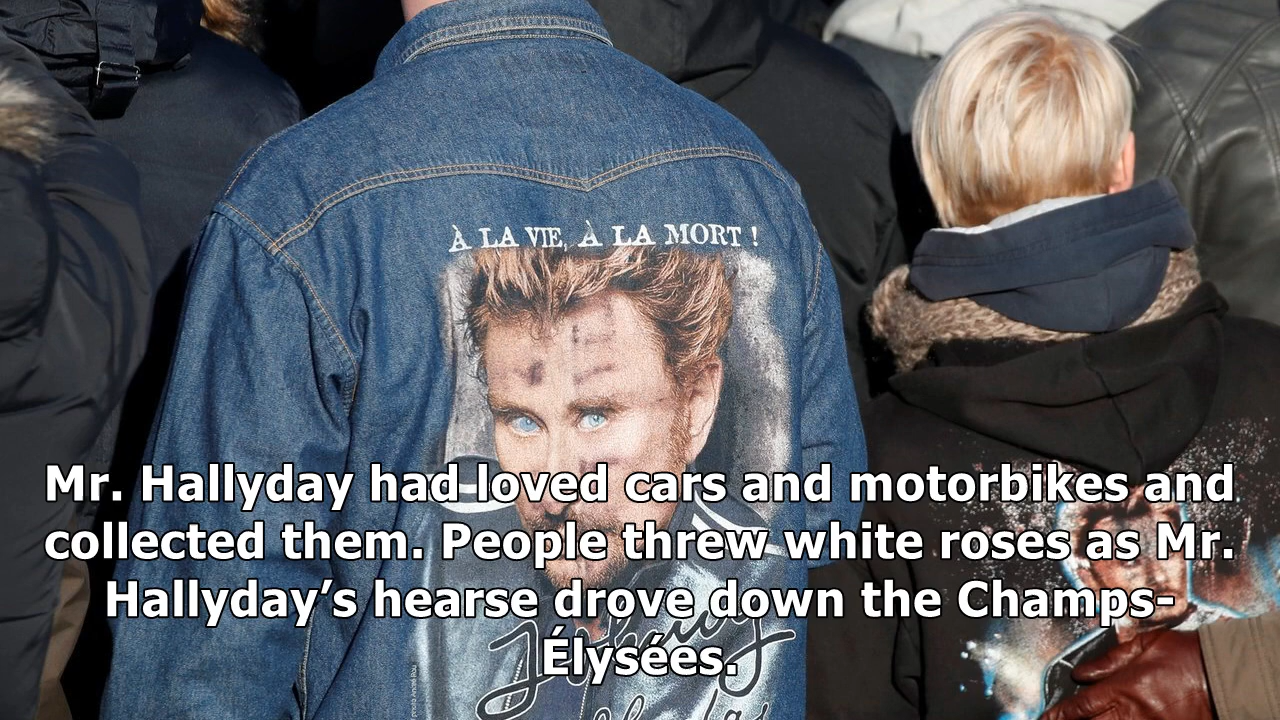 À LA VIE, À LA MORT !
Mr. Hallyday had loved cars and motorbikes and
collected them. People threw white roses as Mr.
Hallyday’s hearse drove down the Champs-
Élysées.
Johnny